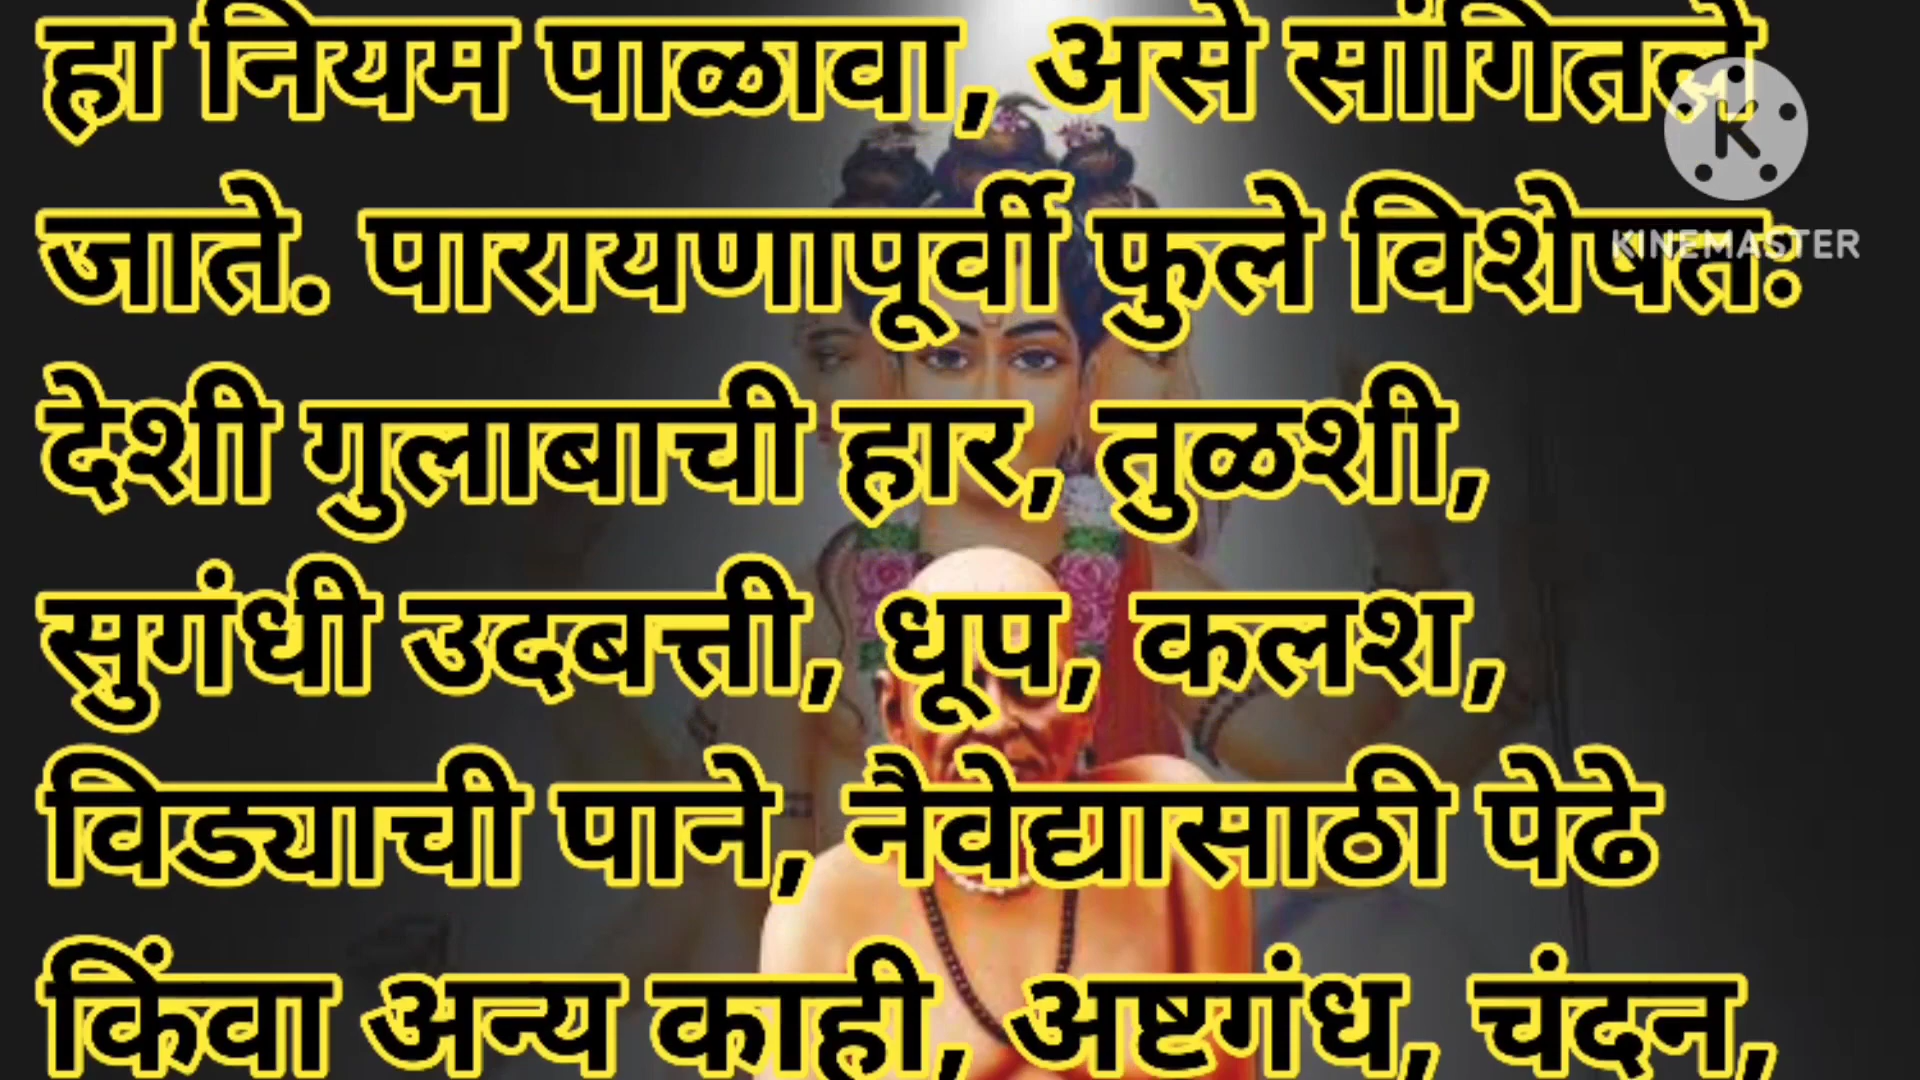 हा नियम पाळावा, असे सांगितले
जाते. पारायणापूर्वी फुले विशेषतः
देशी गुलाबाची हार, तुळशी,
सुगंधी उदबत्ती, धूप, कलश,
विड्याची पाने, नैवेद्यासाठी पेढे
किंवा अन्य काही, अष्टगंध, चंदन,
K
KINEMASTER